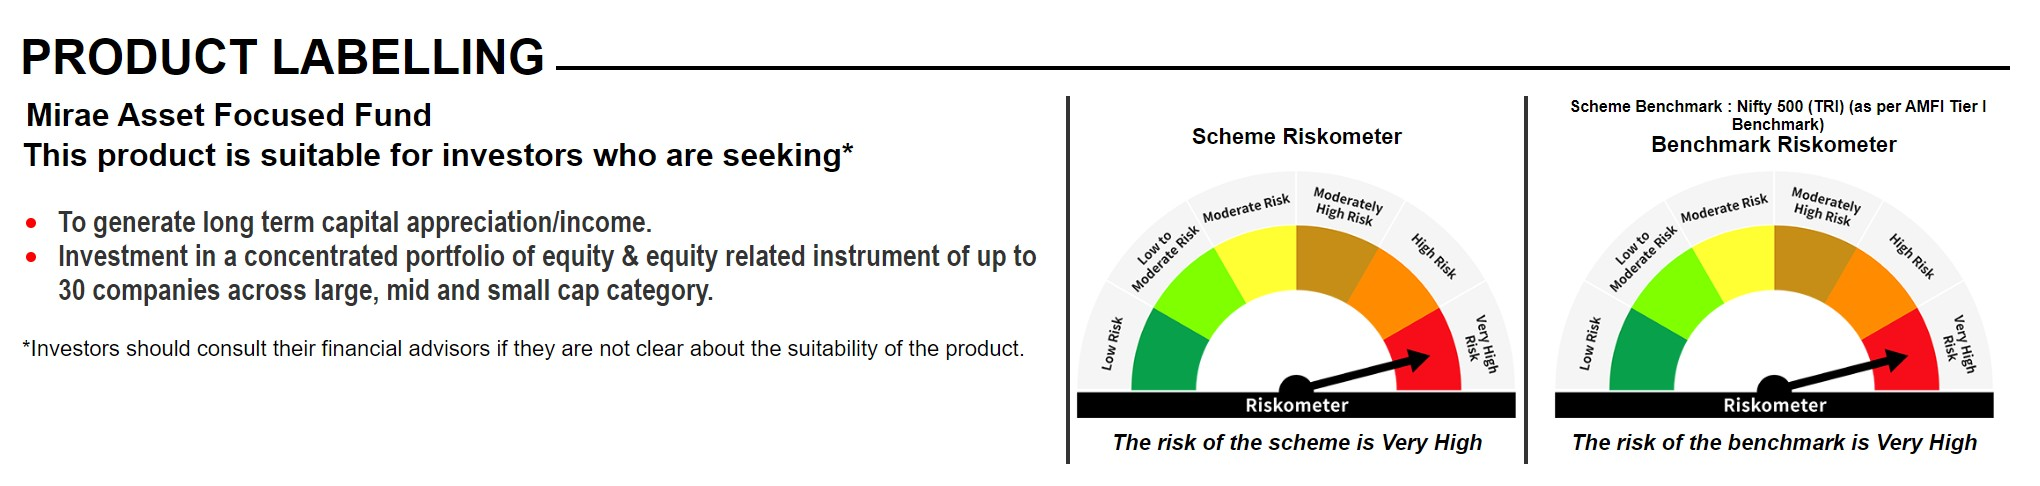 PRODUCT LABELLING
Mirae Asset Focused Fund
This product is suitable for investors who are seeking*
To generate long term capital appreciation/income.
Investment in a concentrated portfolio of equity & equity related instrument of up to
30 companies across large, mid and small cap category.
*Investors should consult their financial advisors if they are not clear about the suitability of the product.
Scheme Riskometer
Low Risk
Low to
Moderate Risk
Moderate Risk
Moderately
High Risk
High Risk
Very High
Risk
Riskometer
The risk of the scheme is Very High
Scheme Benchmark : Nifty 500 (TRI) (as per AMFI Tier I
Benchmark)
Benchmark Riskometer
Low Risk
Low to
Moderate Risk
Moderate Risk
Moderately
High Risk
High Risk
Very High
Risk
Riskometer
The risk of the benchmark is Very High